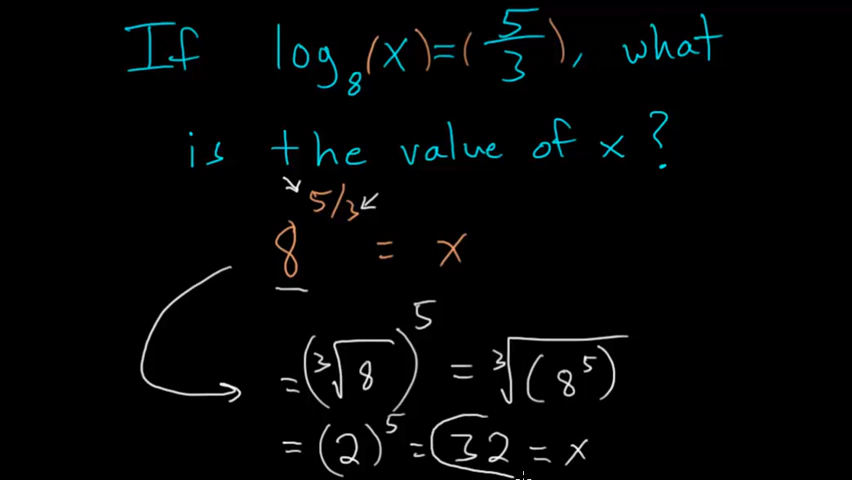 If log₈(x)=(5/3), what
is the value of x?
8^(5/3) = x
=(∛8)^5 = ∛(8^5)
=(2)^5 = 32 = x